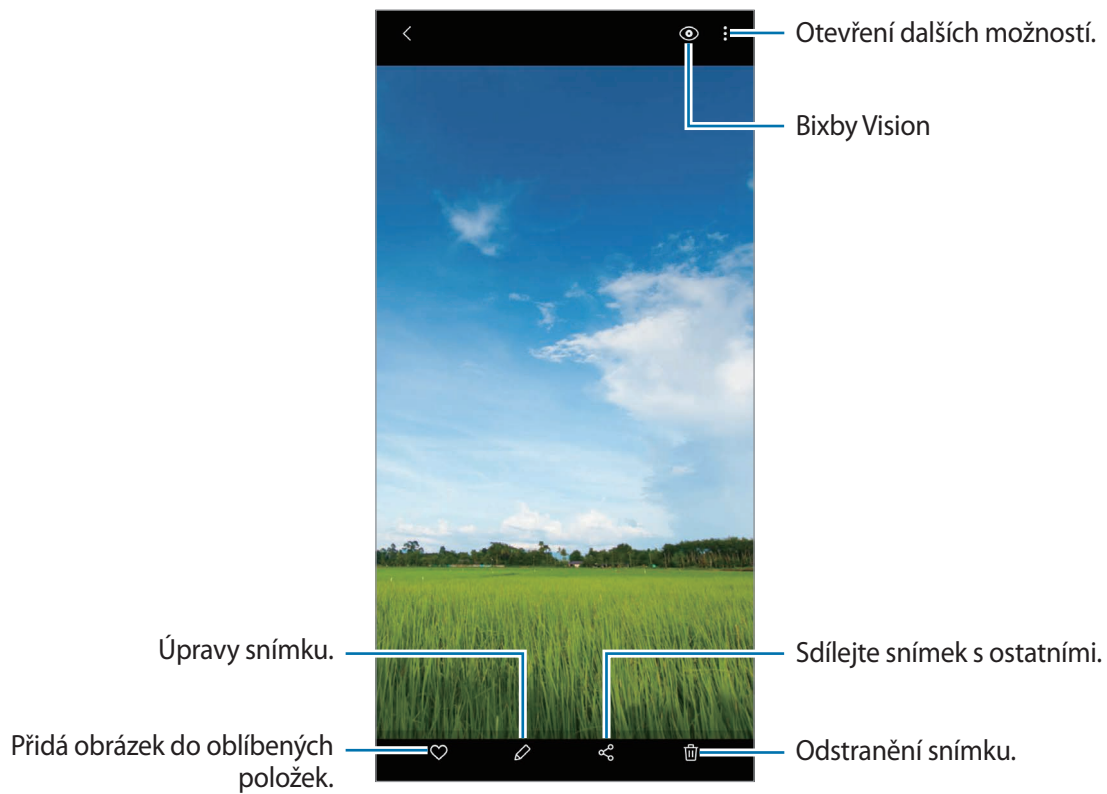 Otevření dalších možností.
Bixby Vision
Úpravy snímku.
Sdílejte snímek s ostatními.
Přidá obrázek do oblíbených
položek.
Odstranění snímku.